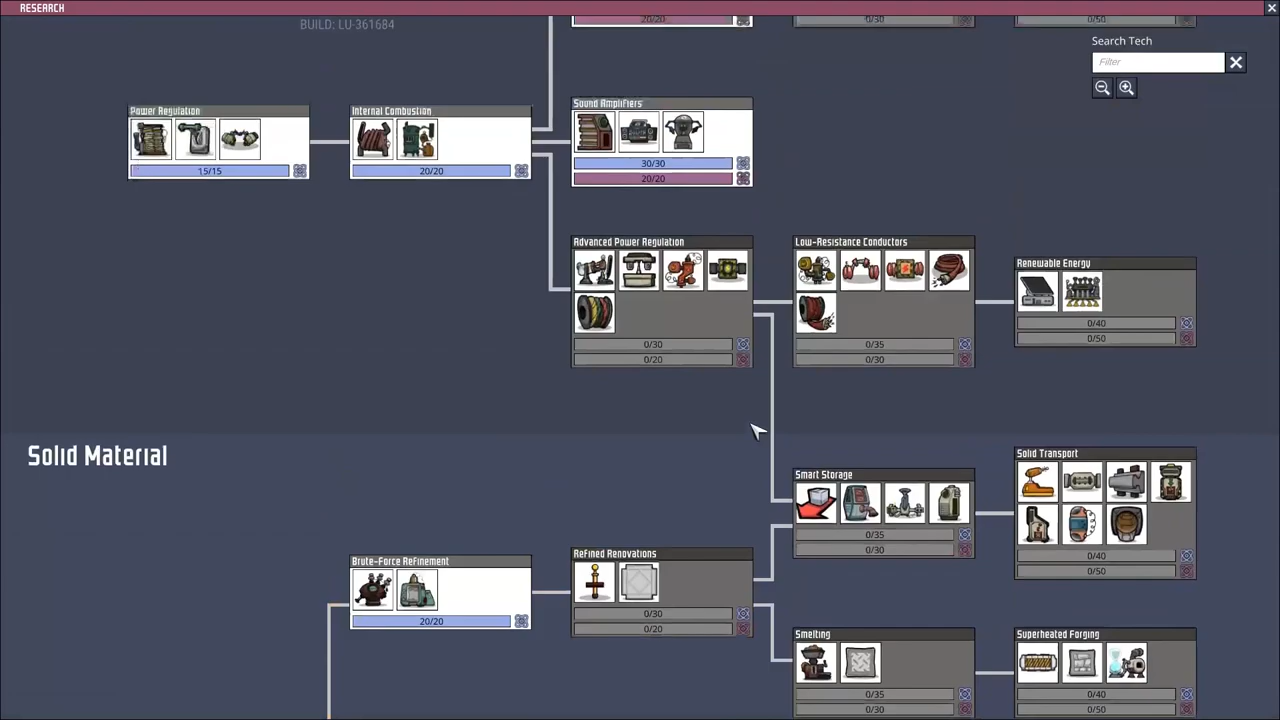 RESEARCH
BUILD: LU-361684
20/20
0/30
0/50
Search Tech
Filter
Power Regulation
15/15
Internal Combustion
20/20
Sound Amplifiers
30/30
20/20
Advanced Power Regulation
0/30
0/20
Low-Resistance Conductors
0/35
0/30
Renewable Energy
0/40
0/50
Solid Material
Smart Storage
0/35
0/30
Solid Transport
0/40
0/50
Brute-Force Refinement
20/20
Refined Renovations
0/30
0/20
Smelting
0/35
0/30
Superheated Forging
0/40
0/50